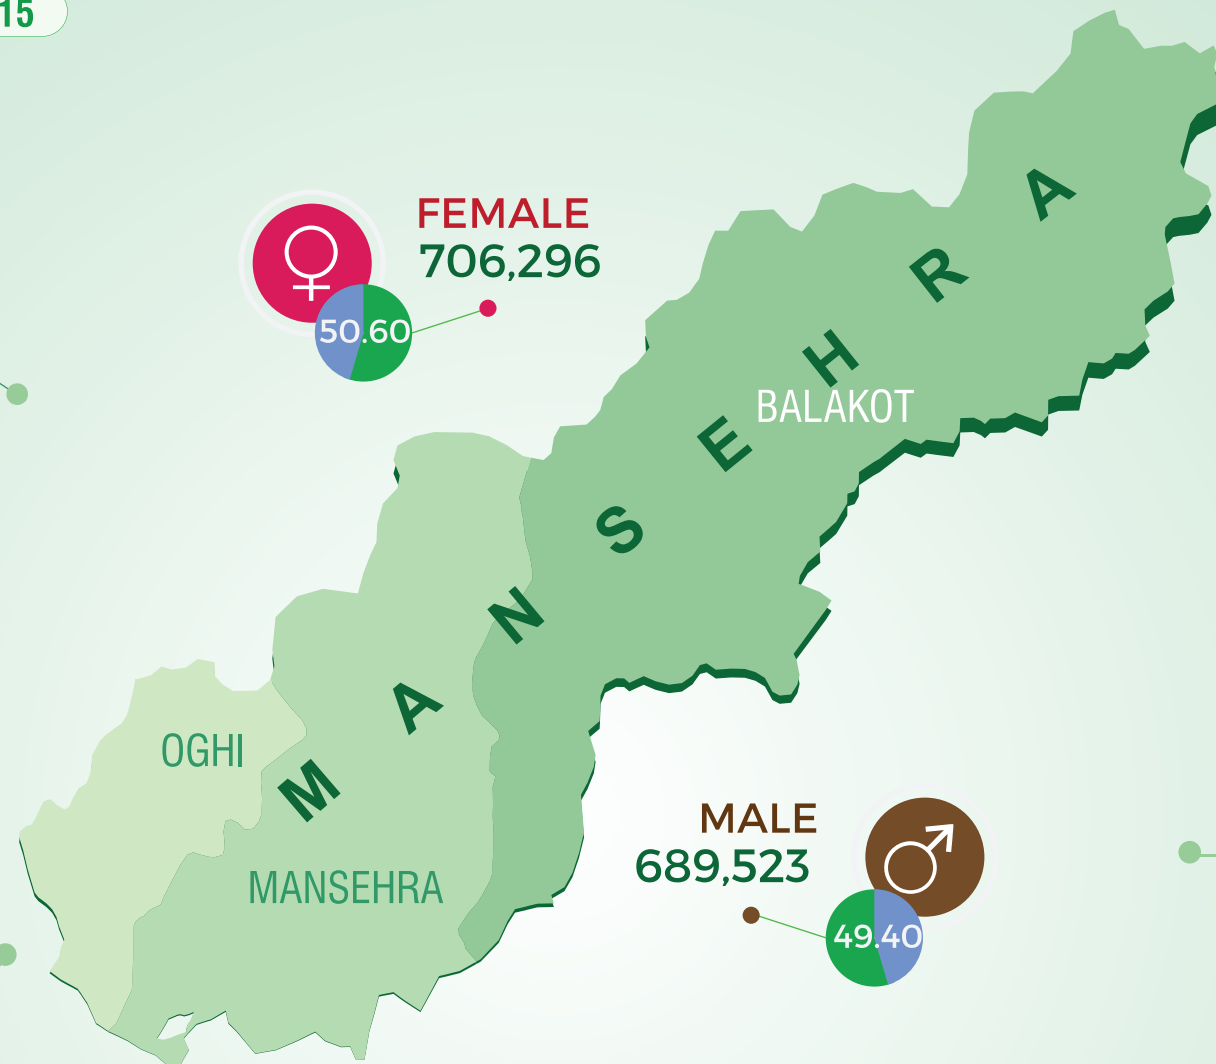 15
FEMALE
706,296
50.60
MANSEHRA
BALAKOT
OGHI
MANSEHRA
MALE
689,523
49.40